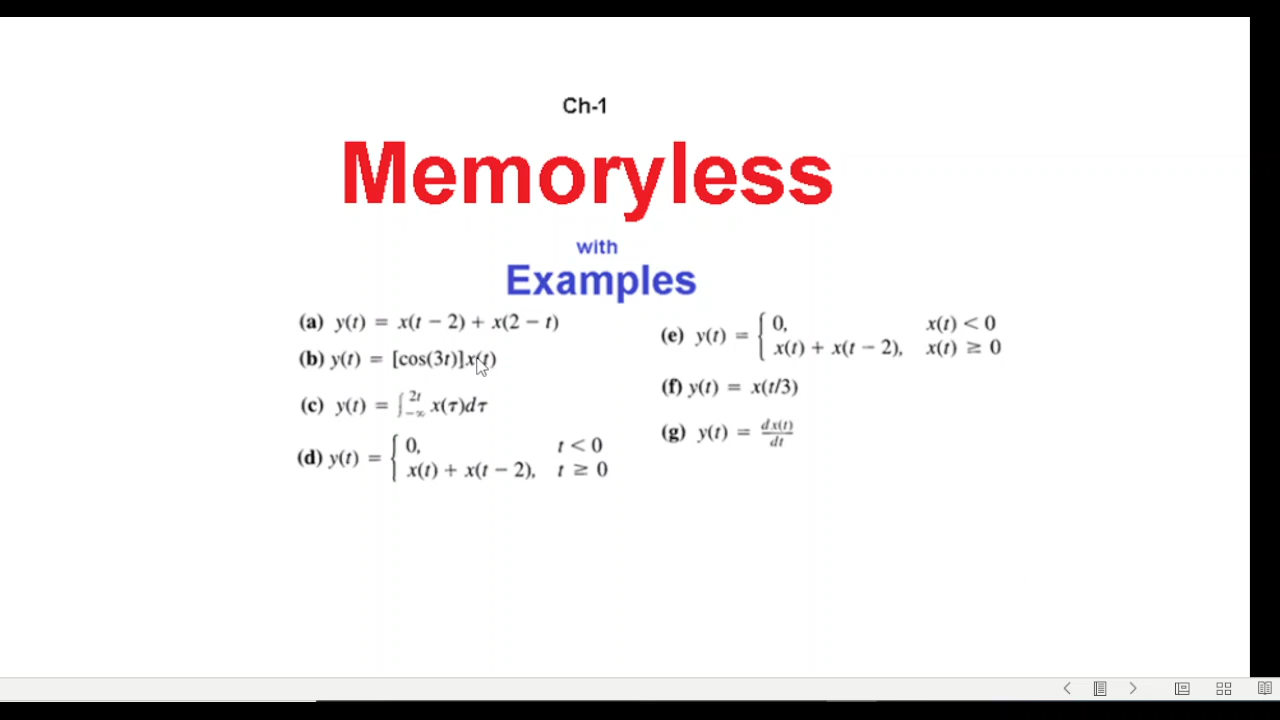 Ch-1
Memoryless
with
Examples
(a) y(t) = x(t − 2) + x(2 − t)
(b) y(t) = [cos(3t)]x(t)
(c) y(t) = ∫_{−∞}^{2t} x(τ)dτ
(d) y(t) = { 0, t < 0
x(t) + x(t − 2), t ≥ 0
(e) y(t) = { 0, x(t) < 0
x(t) + x(t − 2), x(t) ≥ 0
(f) y(t) = x(t/3)
(g) y(t) = dx(t)/dt